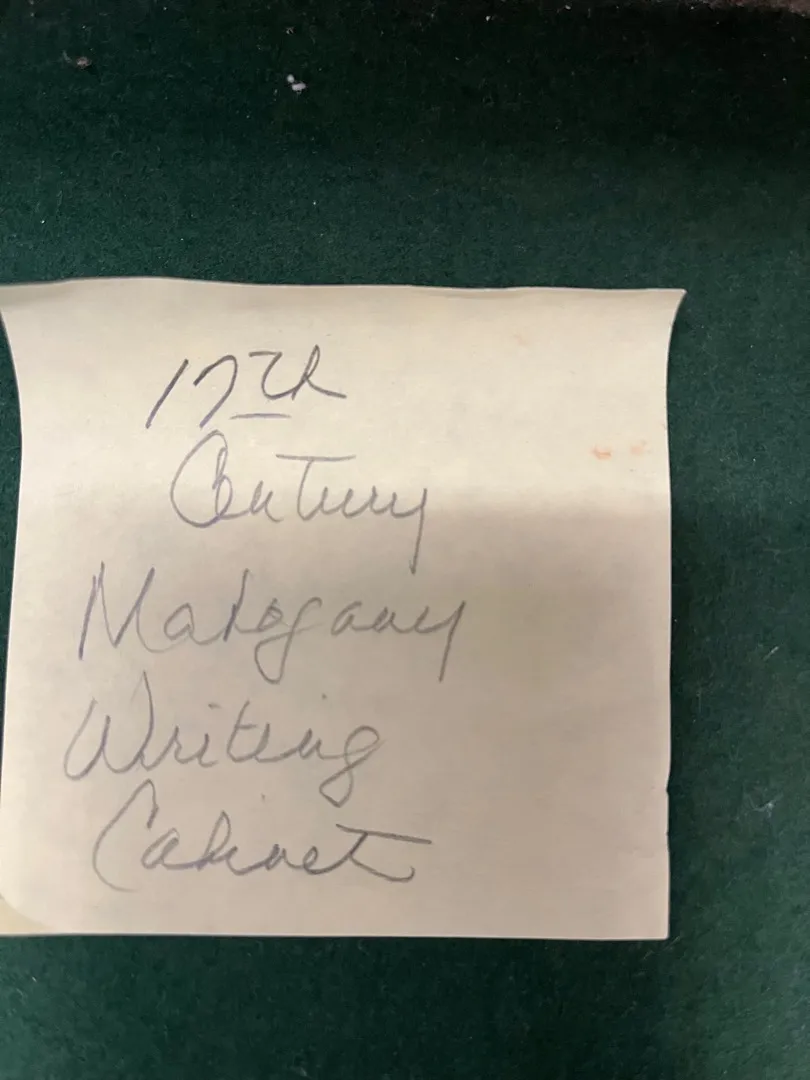 17th
Century
Mahogany
Writing
Cabinet